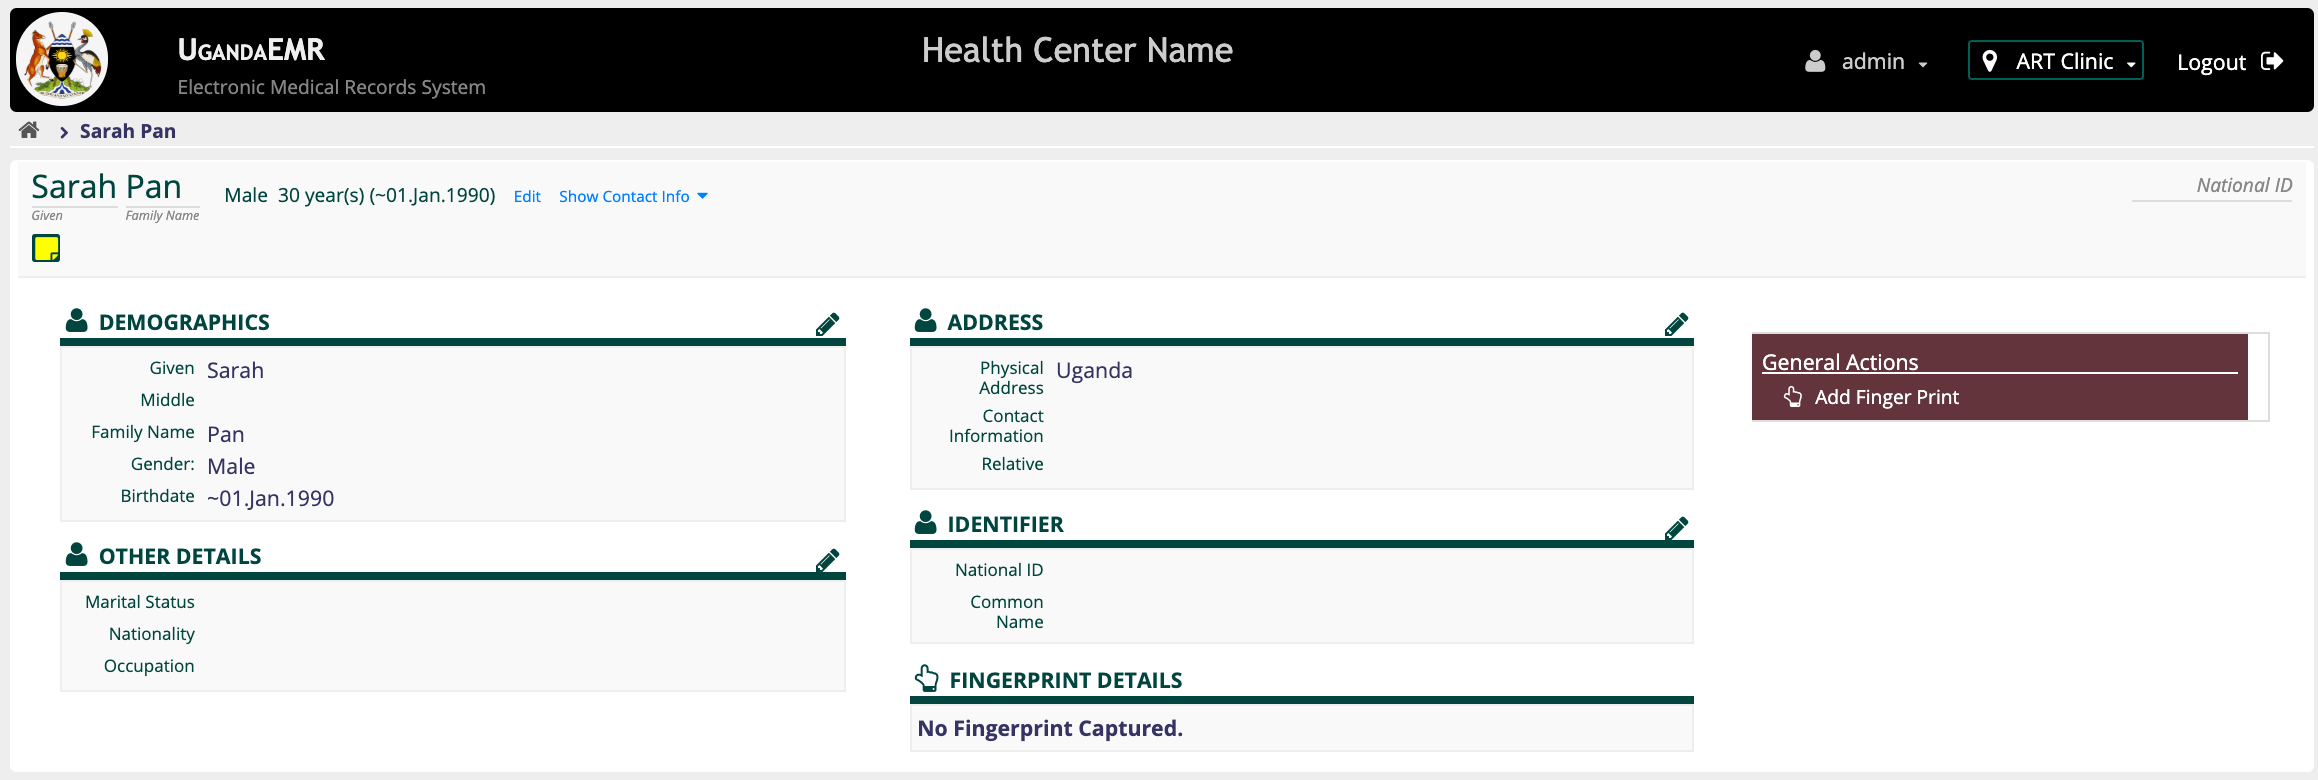 UgandaEMR
Electronic Medical Records System
Health Center Name
admin
ART Clinic
Logout
Sarah Pan
Sarah Pan
Given Family Name
Male 30 year(s) (~01.Jan.1990) Edit Show Contact Info
National ID
DEMOGRAPHICS
Given Sarah
Middle
Family Name Pan
Gender: Male
Birthdate ~01.Jan.1990
OTHER DETAILS
Marital Status
Nationality
Occupation
ADDRESS
Physical Uganda
Address
Contact
Information
Relative
IDENTIFIER
National ID
Common
Name
FINGERPRINT DETAILS
No Fingerprint Captured.
General Actions
Add Finger Print